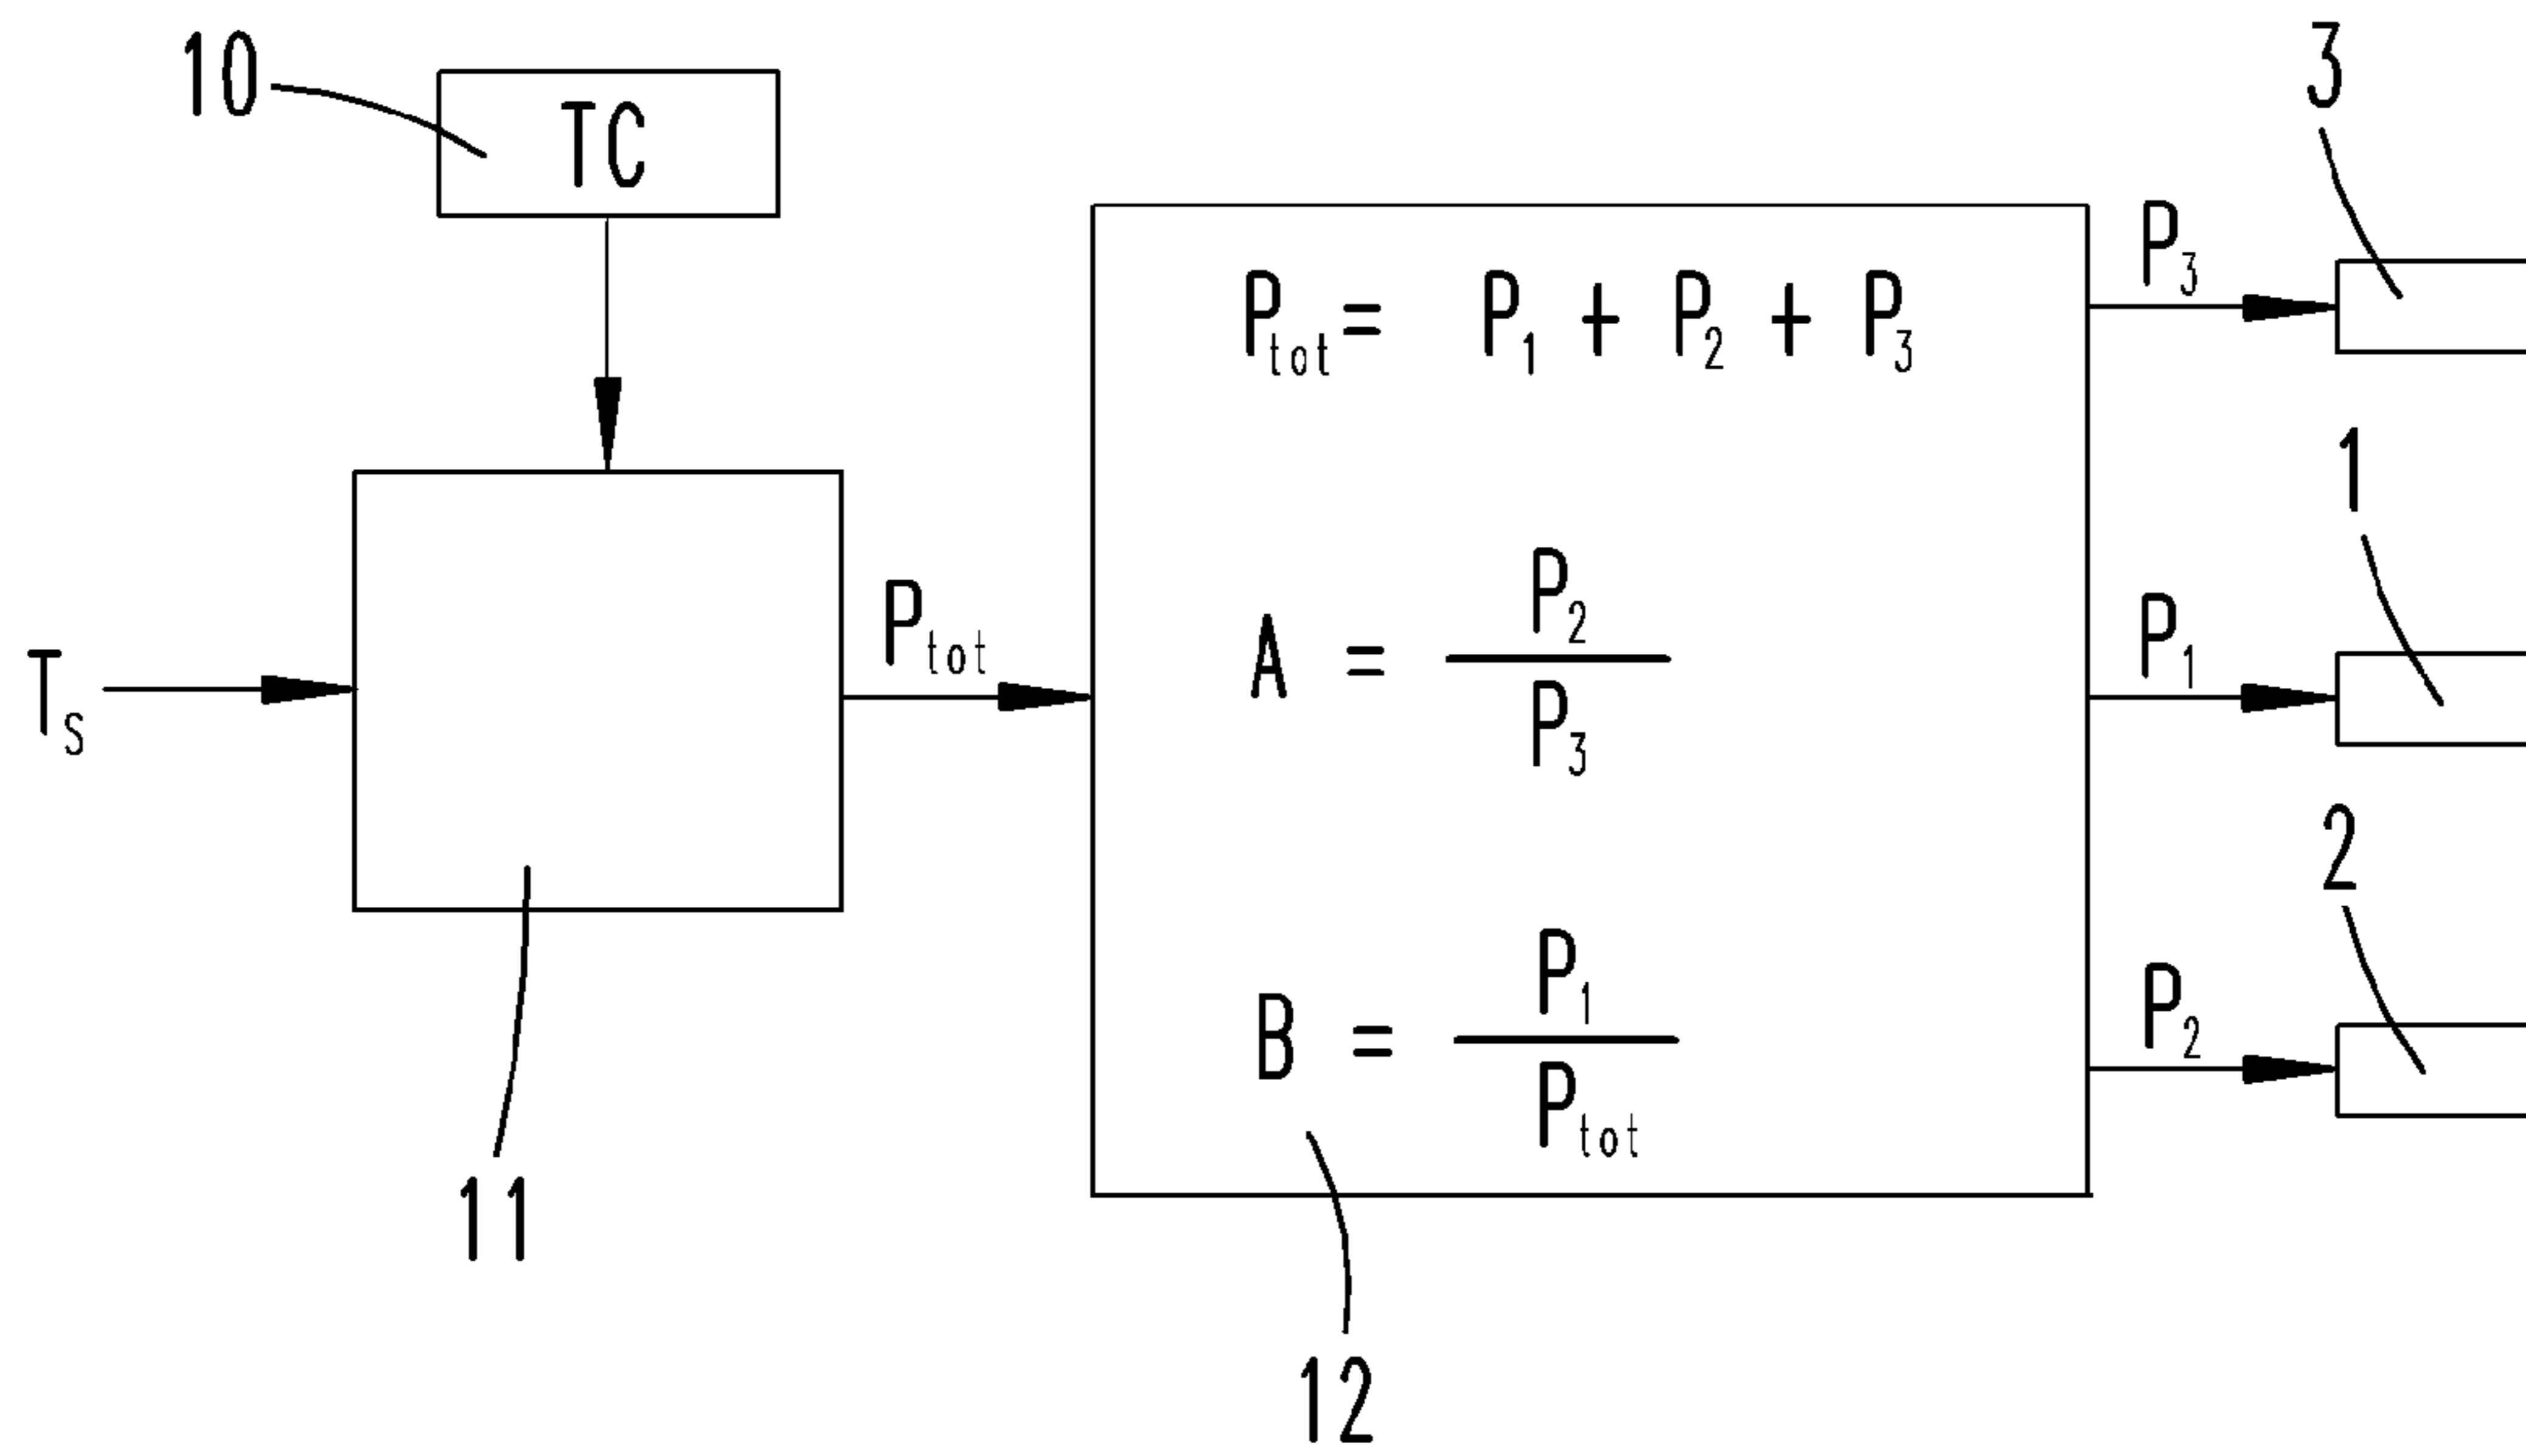 10
TC
3
P₃
Pₜₒₜ = P₁ + P₂ + P₃
1
P₁
Tₛ
Pₜₒₜ
A = P₂ / P₃
2
P₂
B = P₁ / Pₜₒₜ
11
12